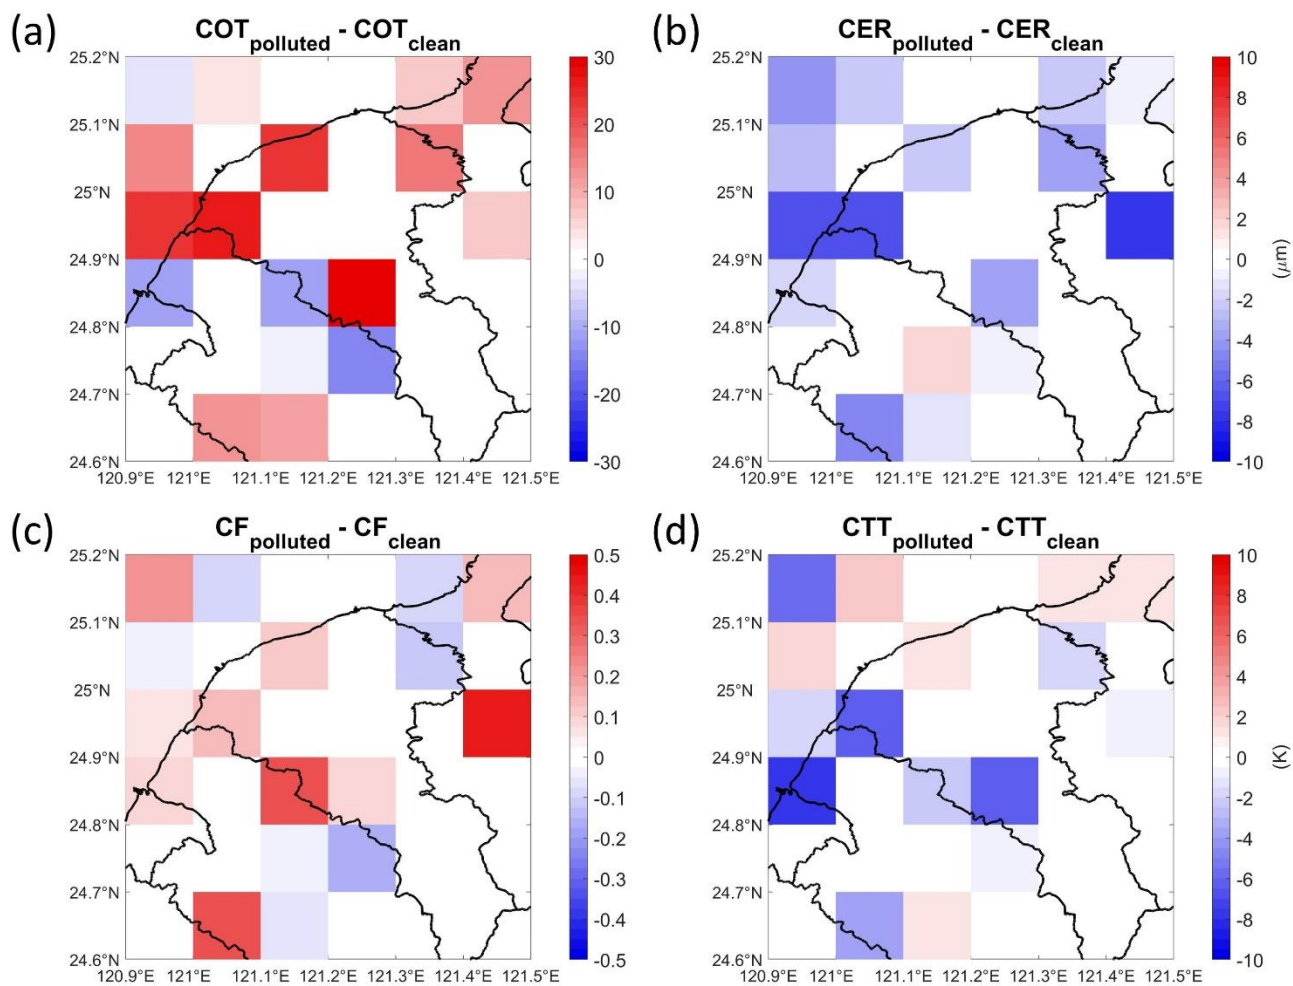 (a)
COTpolluted - COTclean
25.2°N
25.1°N
25°N
24.9°N
24.8°N
24.7°N
24.6°N
120.9°E 121°E 121.1°E 121.2°E 121.3°E 121.4°E 121.5°E
30
20
10
0
-10
-20
-30
(b)
CERpolluted - CERclean
25.2°N
25.1°N
25°N
24.9°N
24.8°N
24.7°N
24.6°N
120.9°E 121°E 121.1°E 121.2°E 121.3°E 121.4°E 121.5°E
10
8
6
4
2
0
-2
-4
-6
-8
-10
(μm)
(c)
CFpolluted - CFclean
25.2°N
25.1°N
25°N
24.9°N
24.8°N
24.7°N
24.6°N
120.9°E 121°E 121.1°E 121.2°E 121.3°E 121.4°E 121.5°E
0.5
0.4
0.3
0.2
0.1
0
-0.1
-0.2
-0.3
-0.4
-0.5
(d)
CTTpolluted - CTTclean
25.2°N
25.1°N
25°N
24.9°N
24.8°N
24.7°N
24.6°N
120.9°E 121°E 121.1°E 121.2°E 121.3°E 121.4°E 121.5°E
10
8
6
4
2
0
-2
-4
-6
-8
-10
(K)